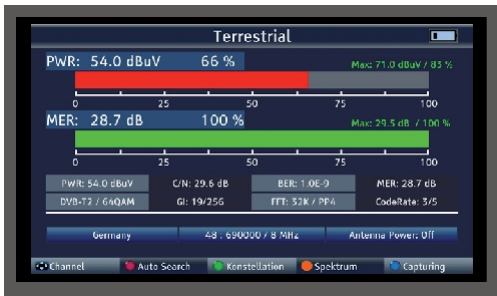 Terrestrial
PWR: 54.0 dBuV 66 % Max: 71.0 dBuV / 83 %
0 25 50 75 100
MER: 28.7 dB 100 % Max: 29.5 dB / 100 %
0 25 50 75 100
PWR: 54.0 dBuV C/N: 29.6 dB BER: 1.0E-9 MER: 28.7 dB
DVB-T2 / 64QAM GI: 19/256 FFT: 32K / PP4 CodeRate: 3/5
Germany 48 : 690000 / 8 MHz Antenna Power: Off
Channel Auto Search Konstellation Spektrum Capturing